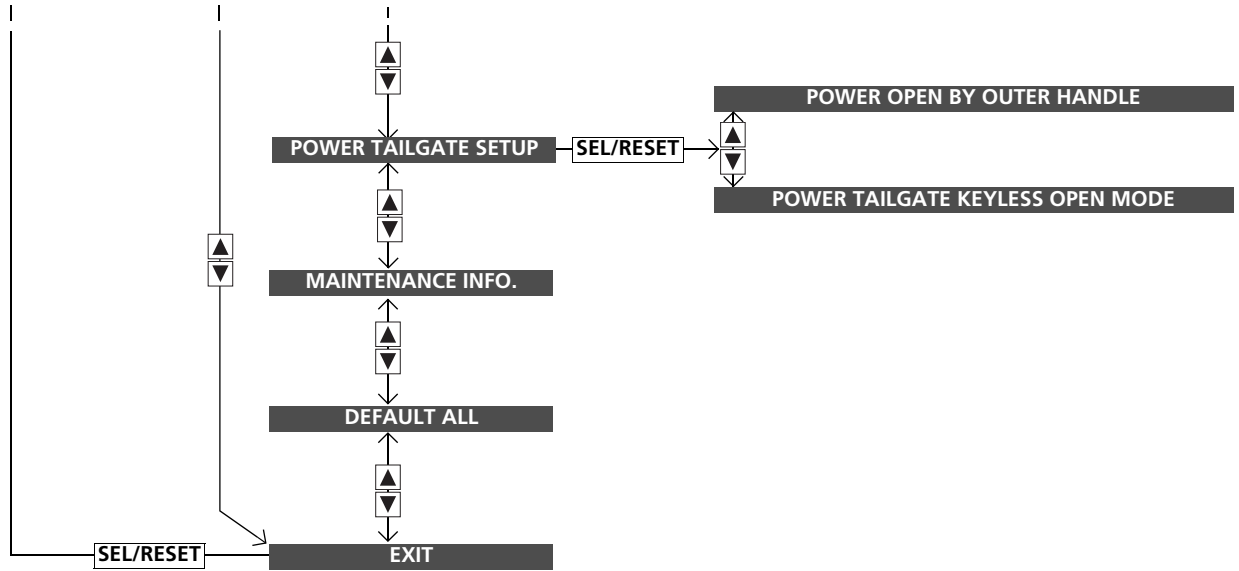 POWER OPEN BY OUTER HANDLE
POWER TAILGATE SETUP
SEL/RESET
POWER TAILGATE KEYLESS OPEN MODE
MAINTENANCE INFO.
DEFAULT ALL
SEL/RESET
EXIT